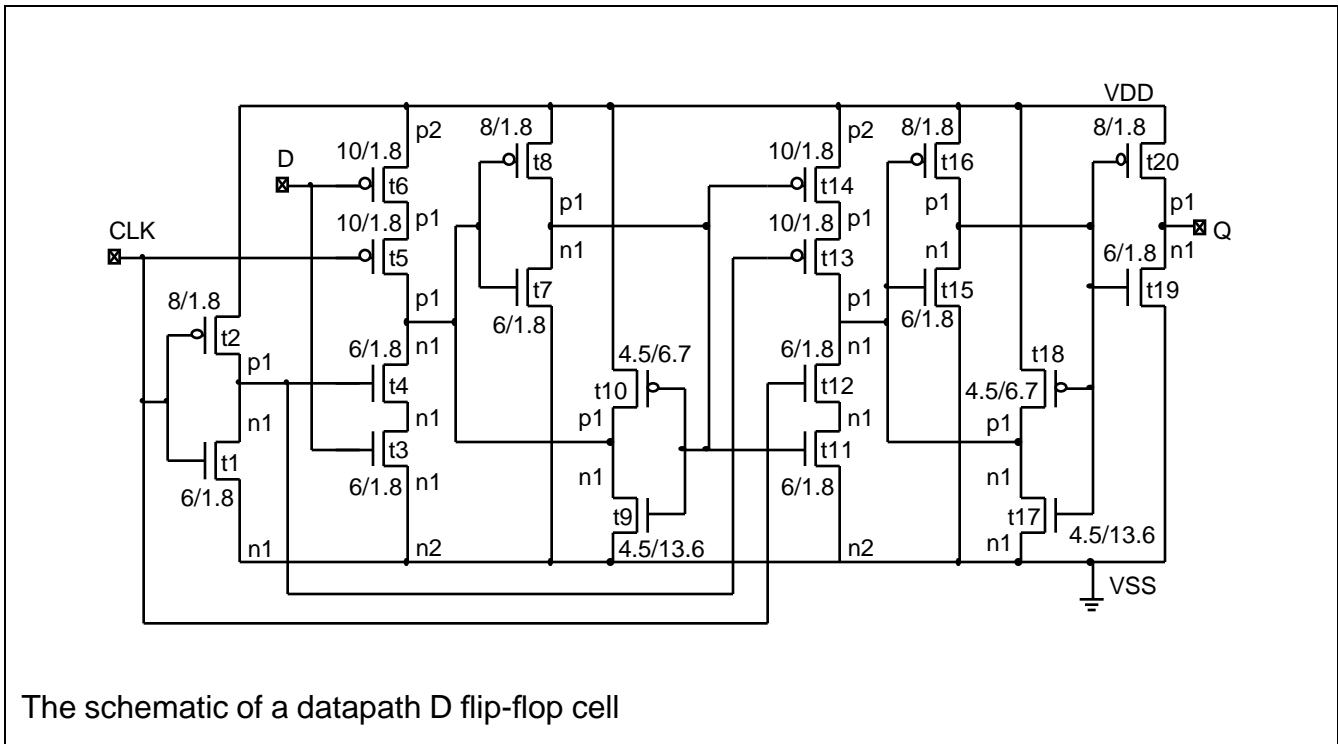 VDD
8/1.8
p2
8/1.8
p2
8/1.8
D
10/1.8
t8
10/1.8
t16
t20
t6
t14
10/1.8
p1
p1
10/1.8
p1
p1
p1
CLK
Q
n1
n1
6/1.8
n1
t5
t13
t7
t15
t19
8/1.8
p1
p1
6/1.8
n1
6/1.8
n1
6/1.8
t2
6/1.8
4.5/6.7
t18
p1
t4
t10
t12
4.5/6.7
n1
n1
p1
n1
p1
t1
t3
t11
n1
n1
6/1.8
6/1.8
n1
6/1.8
t9
t17
4.5/13.6
n1
n1
n2
4.5/13.6
n2
VSS
The schematic of a datapath D flip-flop cell